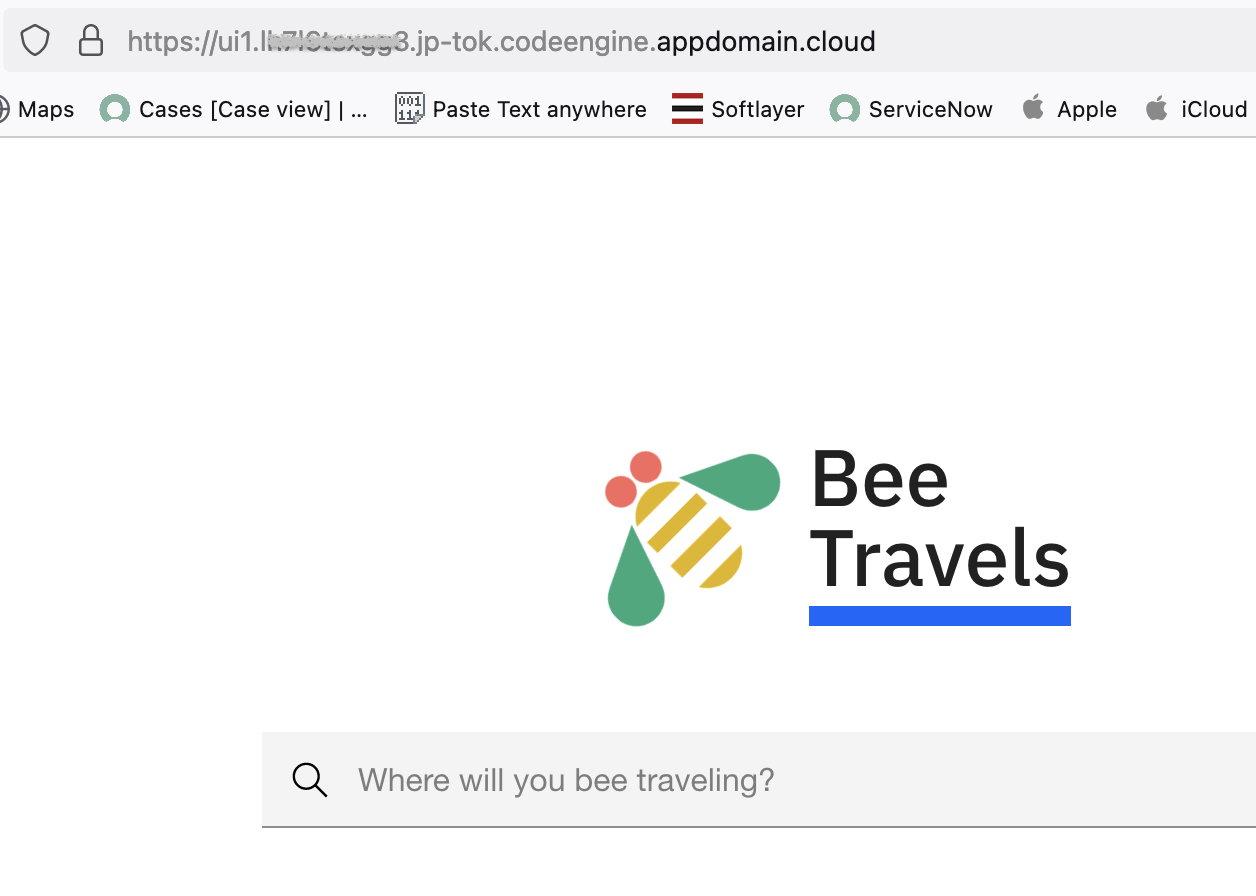 https://ui1.l 3.jp-tok.codeengine.appdomain.cloud
Maps Cases [Case view] | ... Paste Text anywhere Softlayer ServiceNow Apple iCloud
Bee
Travels
Where will you bee traveling?